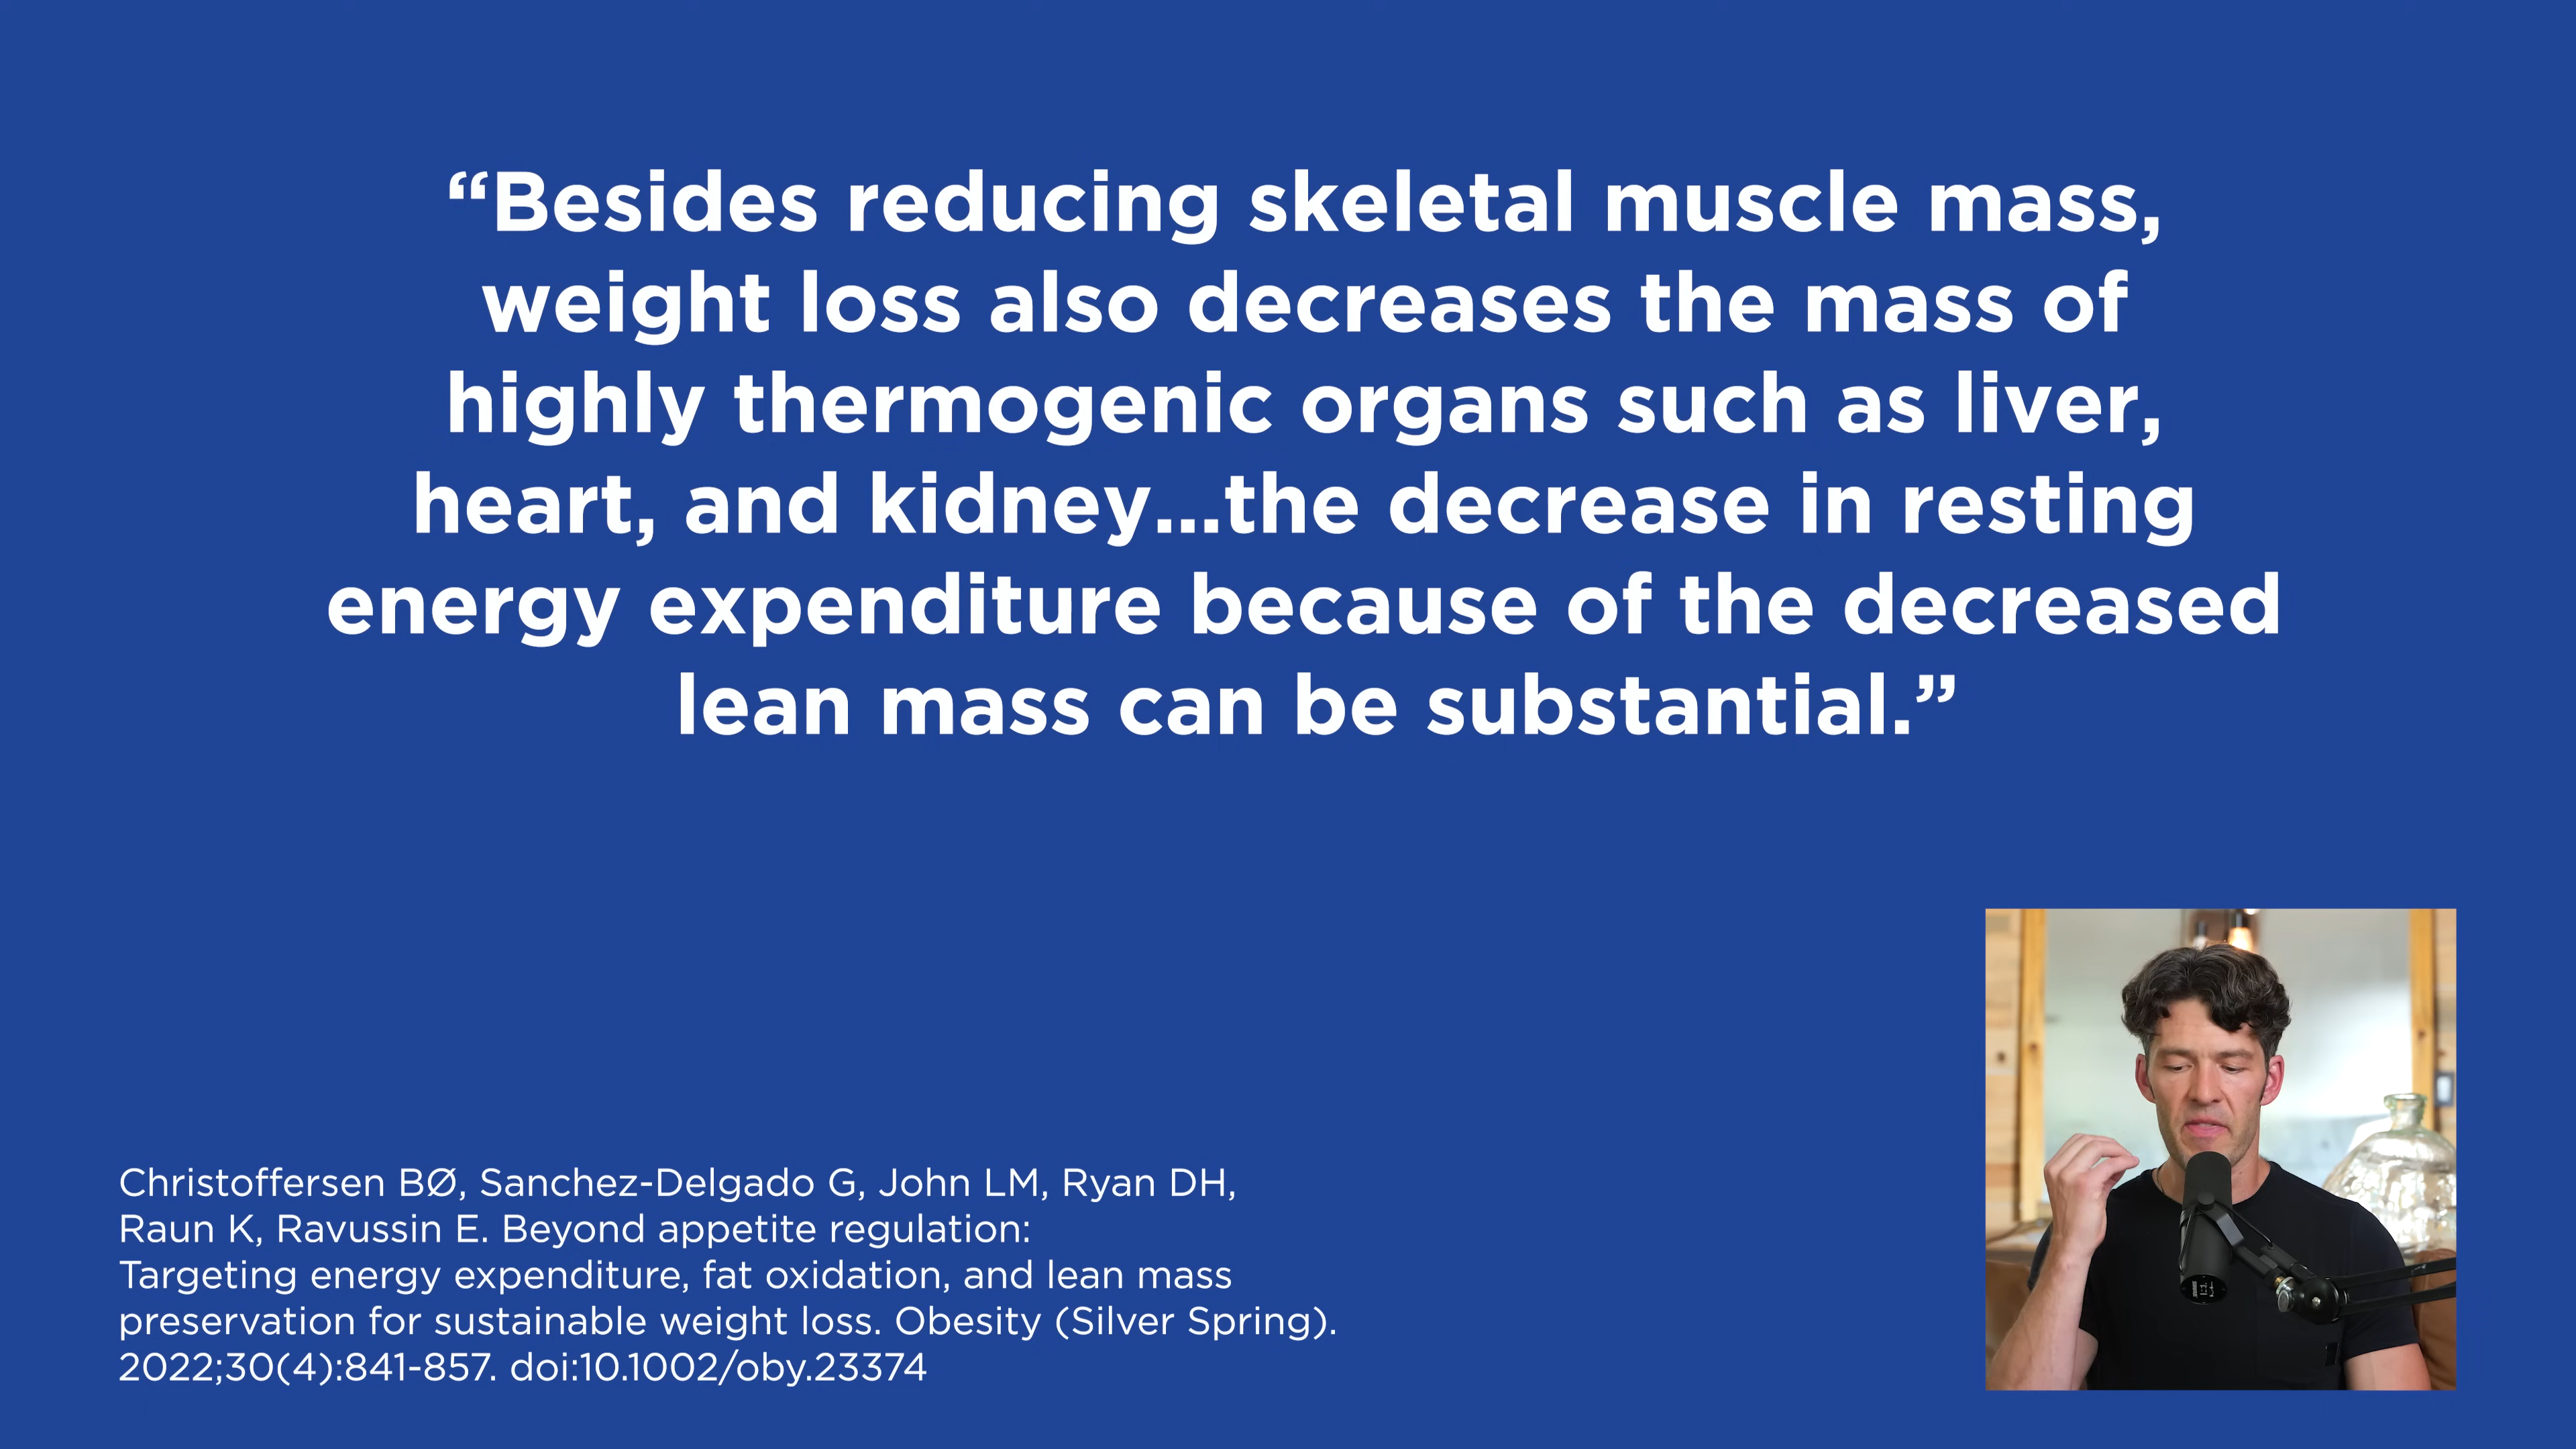 “Besides reducing skeletal muscle mass,
weight loss also decreases the mass of
highly thermogenic organs such as liver,
heart, and kidney...the decrease in resting
energy expenditure because of the decreased
lean mass can be substantial.”
Christoffersen BØ, Sanchez-Delgado G, John LM, Ryan DH,
Raun K, Ravussin E. Beyond appetite regulation:
Targeting energy expenditure, fat oxidation, and lean mass
preservation for sustainable weight loss. Obesity (Silver Spring).
2022;30(4):841-857. doi:10.1002/oby.23374